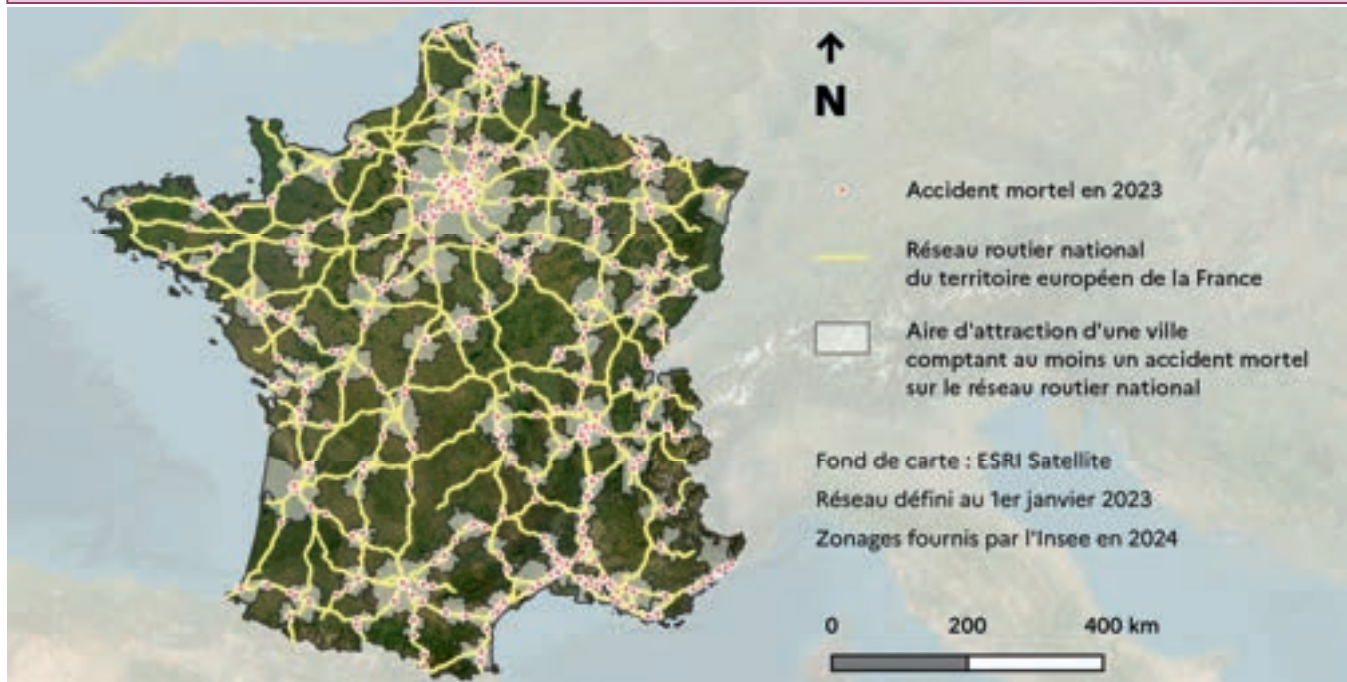 N
Accident mortel en 2023
Réseau routier national
du territoire européen de la France
Aire d'attraction d'une ville
comptant au moins un accident mortel
sur le réseau routier national
Fond de carte : ESRI Satellite
Réseau défini au 1er janvier 2023
Zonages fournis par l'Insee en 2024
0 200 400 km